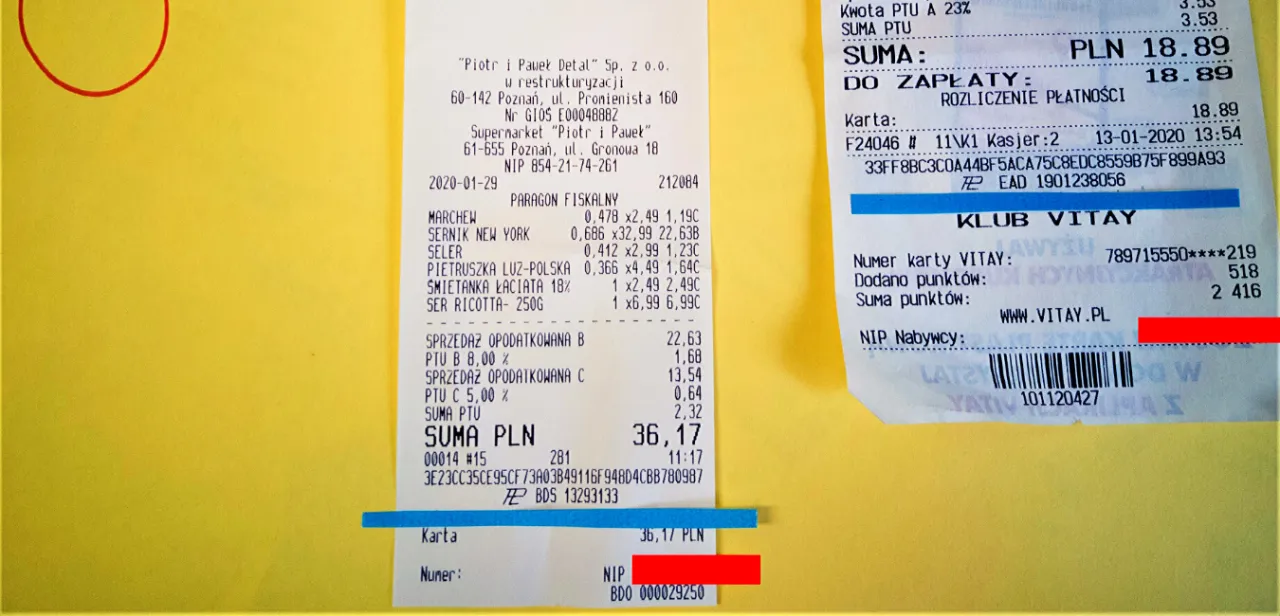 "Piotr i Paweł Detal" Sp. z o.o.
w restrukturyzacji
60-142 Poznań, ul. Promienista 160
Nr GIOŚ E0004888Z
Supermarket "Piotr i Paweł"
61-655 Poznań, ul. Gronowa 18
NIP 854-21-74-261
2020-01-29 212084
PARAGON FISKALNY
MARCHEW 0,478 x2,49 1,19C
SERNIK NEW YORK 0,686 x32,99 22,63B
SELER 0,412 x2,99 1,23C
PIETRUSZKA LUZ-POLSKA 0,366 x4,49 1,64C
ŚMIETANKA ŁACIATA 18% 1 x2,49 2,49C
SER RICOTTA- 250G 1 x6,99 6,99C
SPRZEDAŻ OPODATKOWANA B 22,63
PTU B 8,00 % 1,68
SPRZEDAŻ OPODATKOWANA C 13,54
PTU C 5,00 % 0,64
SUMA PTU 2,32
SUMA PLN 36,17
00014 #15 281 11:17
3E23CC35CE95CF73A03B49116F948D4CBB780987
BDS 13293133
Karta 36,17 PLN
Numer: NIP
BDO 000029250
Kwota PTU A 23% 3.53
SUMA PTU 3.53
SUMA: PLN 18.89
DO ZAPŁATY: 18.89
ROZLICZENIE PŁATNOŚCI
Karta: 18.89
F24046 # 11\K1 Kasjer:2 13-01-2020 13:54
33FF8BC3C0A44BF5ACA75C8EDC8559B75F899A93
EAD 1901238056
KLUB VITAY
Numer karty VITAY: 789715550****219
Dodano punktów: 518
Suma punktów: 2 416
WWW.VITAY.PL
NIP Nabywcy:
101120427